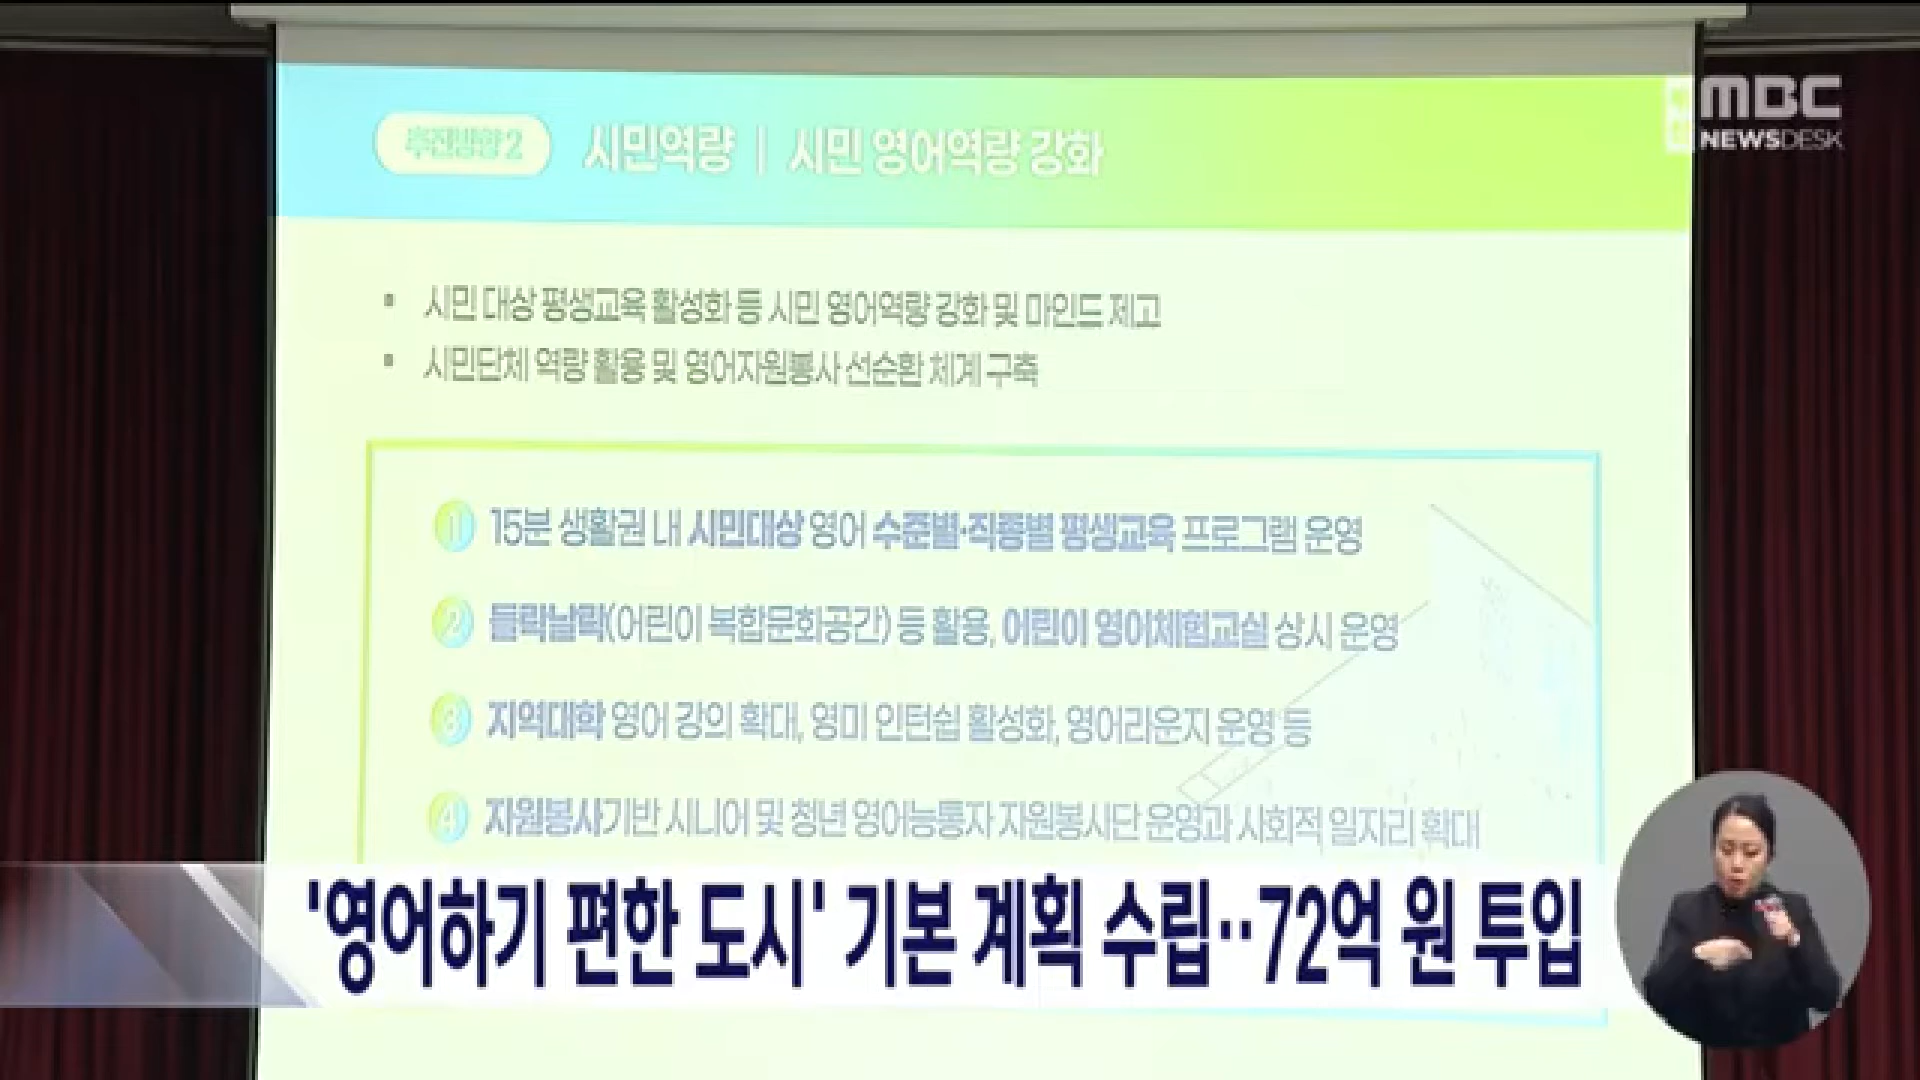 MBC
NEWSDESK
추진방향2 시민역량 | 시민 영어역량 강화
▪ 시민 대상 평생교육 활성화 등 시민 영어역량 강화 및 마인드 제고
▪ 시민단체 역량 활용 및 영어자원봉사 선순환 체계 구축
1 15분 생활권 내 시민대상 영어 수준별·직종별 평생교육 프로그램 운영
2 들락날락(어린이 복합문화공간) 등 활용, 어린이 영어체험교실 상시 운영
3 지역대학 영어 강의 확대, 영미 인턴쉽 활성화, 영어라운지 운영 등
4 자원봉사기반 시니어 및 청년 영어능통자 자원봉사단 운영과 사회적 일자리 확대
'영어하기 편한 도시' 기본 계획 수립‥72억 원 투입